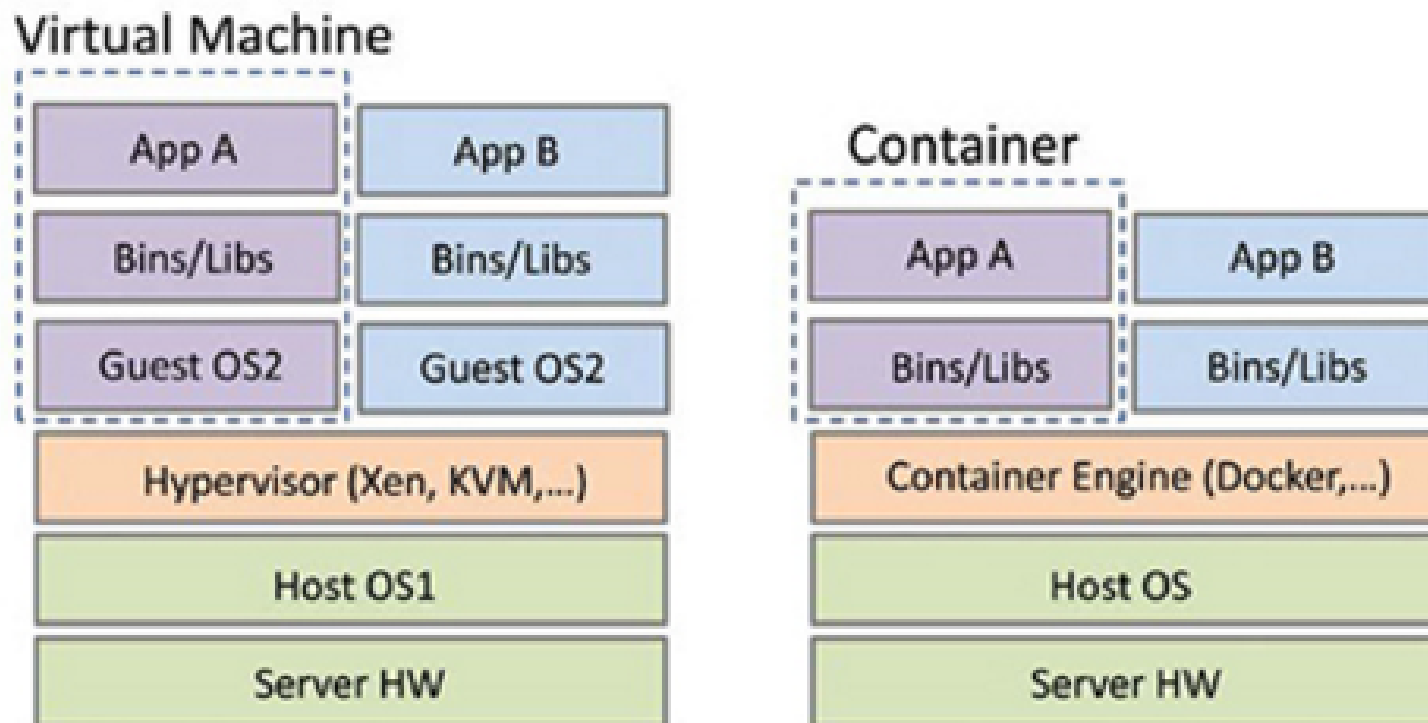 Virtual Machine
App A
App B
Bins/Libs
Bins/Libs
Guest OS2
Guest OS2
Hypervisor (Xen, KVM,...)
Host OS1
Server HW
Container
App A
App B
Bins/Libs
Bins/Libs
Container Engine (Docker,...)
Host OS
Server HW